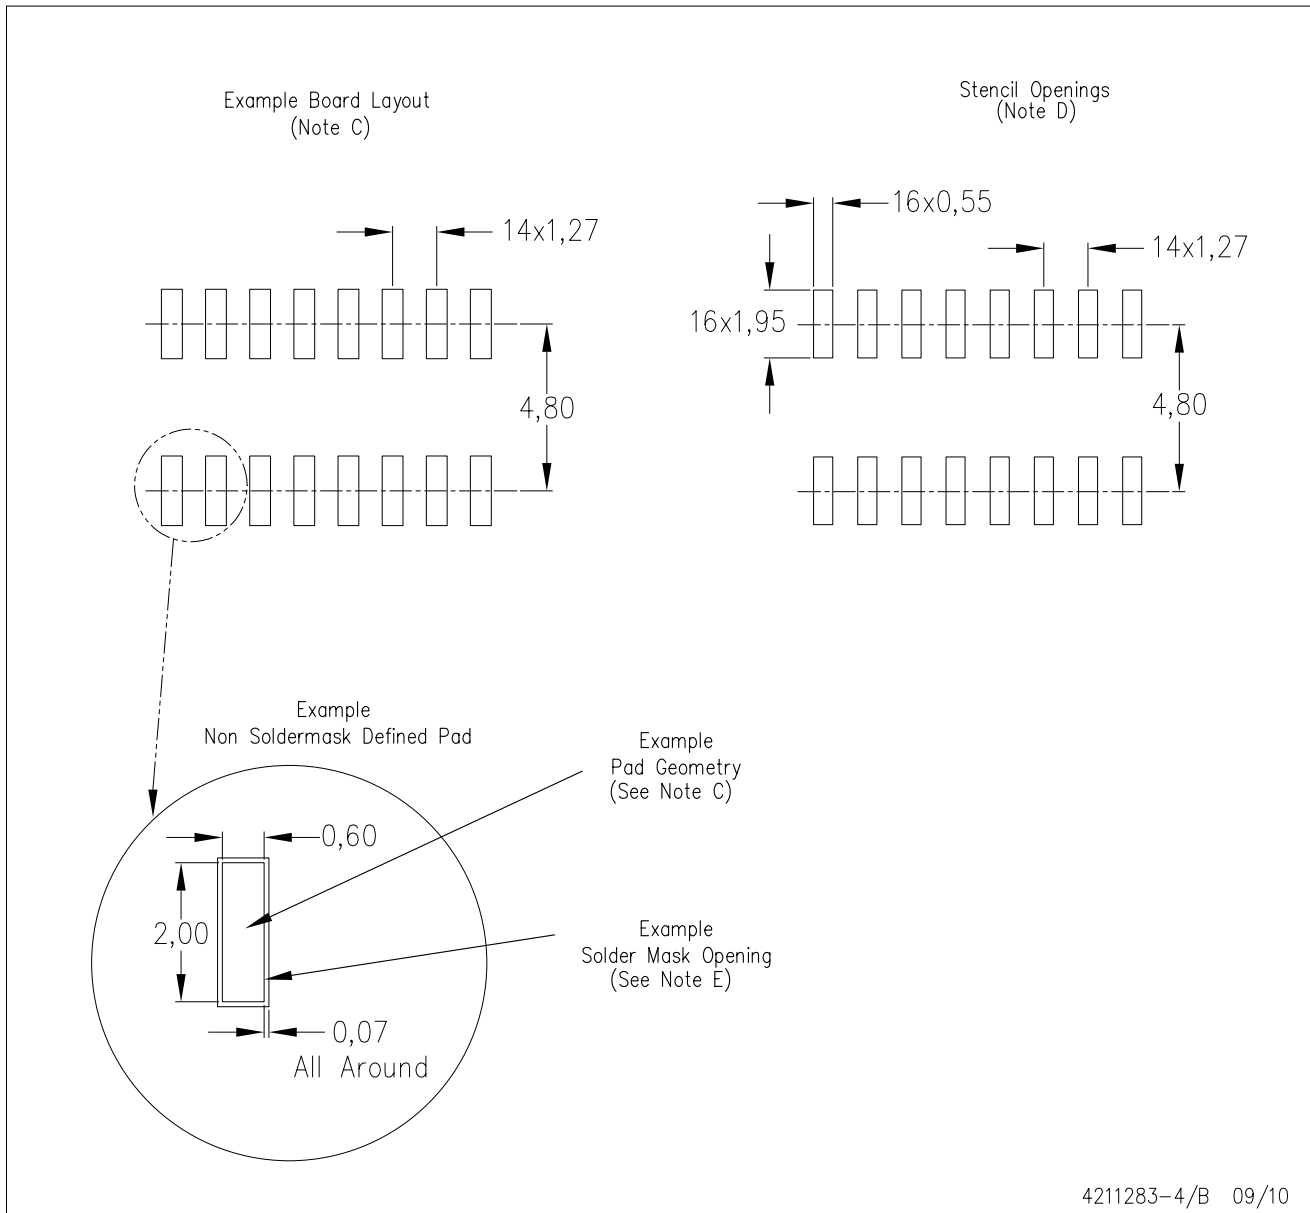 Example Board Layout
(Note C)
Stencil Openings
(Note D)
16x0,55
14x1,27
14x1,27
16x1,95
4,80
4,80
Example
Non Soldermask Defined Pad
Example
Pad Geometry
(See Note C)
0,60
2,00
Example
Solder Mask Opening
(See Note E)
0,07
All Around
4211283-4/B 09/10